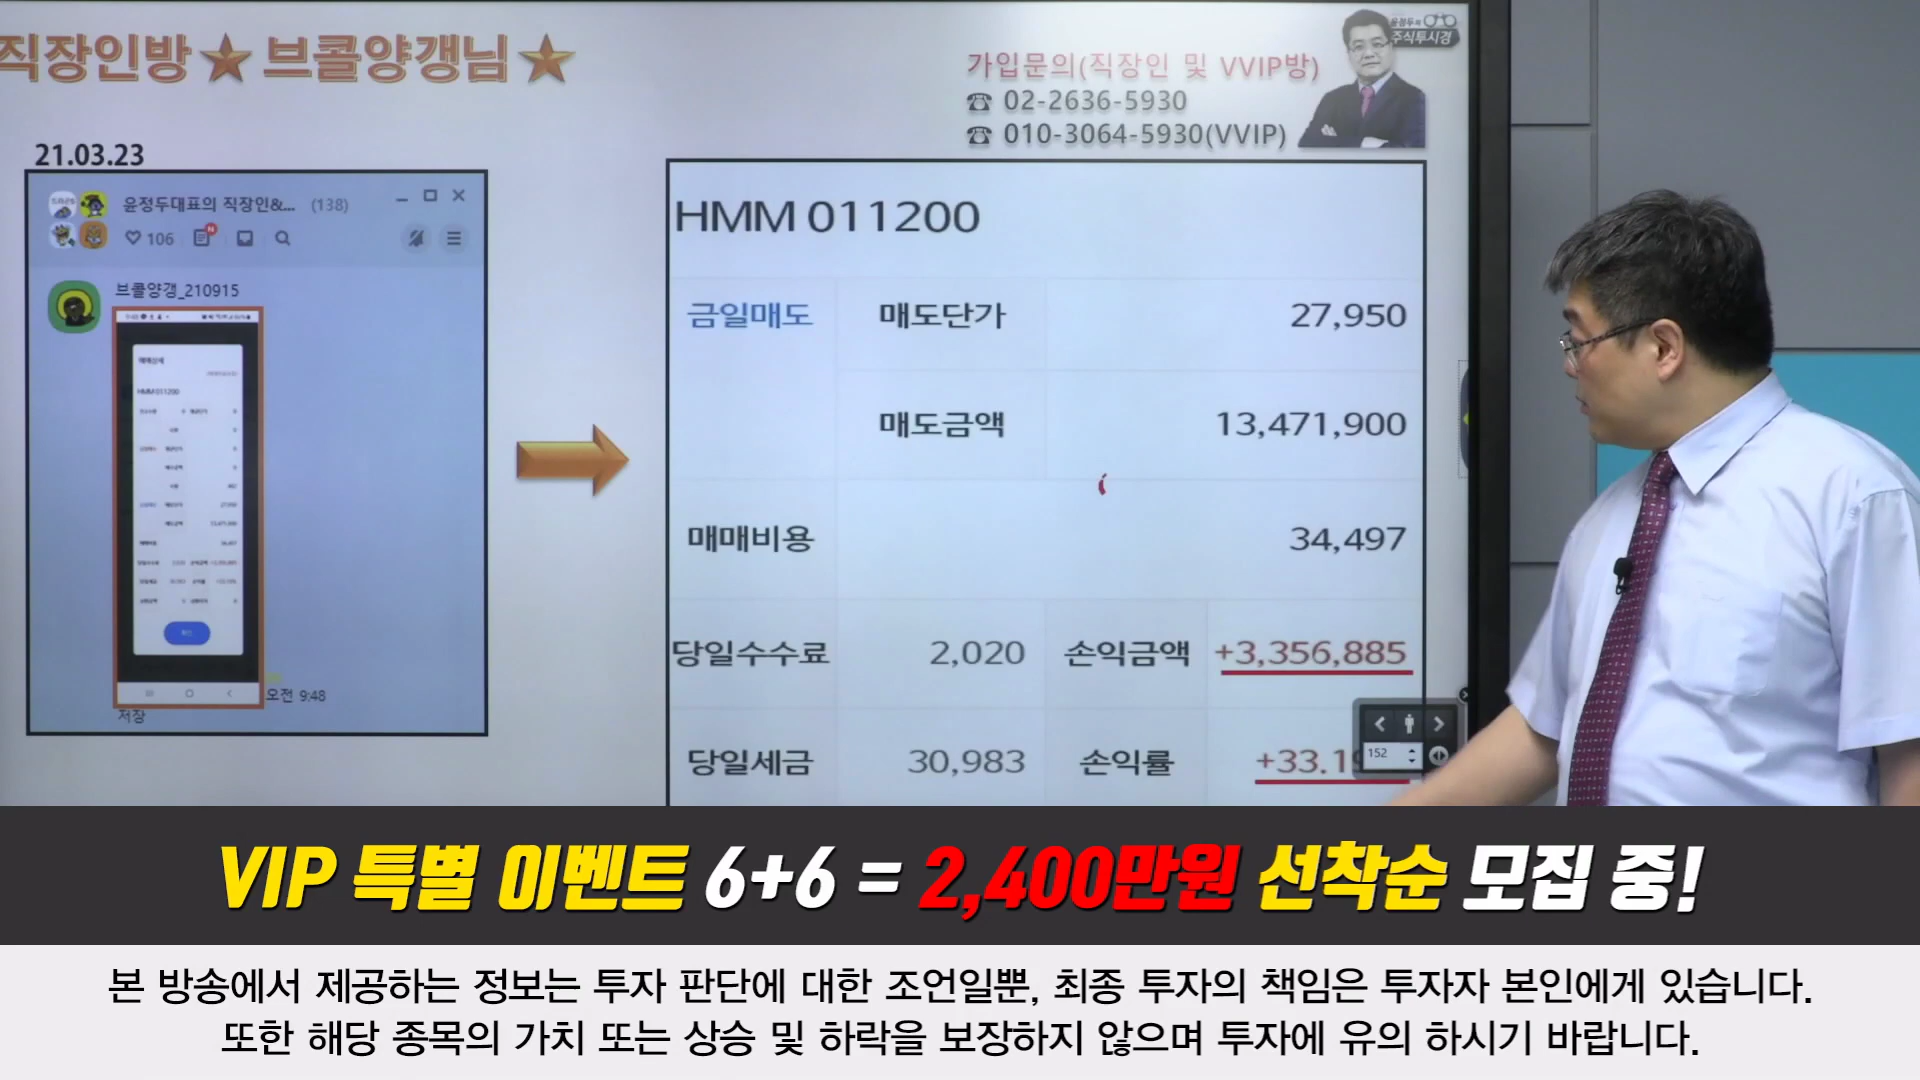 직장인방★브콜양갱님★
가입문의(직장인 및 VVIP방)
☎ 02-2636-5930
☎ 010-3064-5930(VVIP)
윤정두의
주식투시경
21.03.23
윤정두대표의 직장인&... (138)
106
브콜양갱_210915
HMM 011200
오전 9:48
저장
HMM 011200
금일매도 매도단가 27,950
매도금액 13,471,900
매매비용 34,497
당일수수료 2,020 손익금액 +3,356,885
당일세금 30,983 손익률 +33.1
152
VIP 특별 이벤트 6+6 = 2,400만원 선착순 모집 중!
본 방송에서 제공하는 정보는 투자 판단에 대한 조언일뿐, 최종 투자의 책임은 투자자 본인에게 있습니다.
또한 해당 종목의 가치 또는 상승 및 하락을 보장하지 않으며 투자에 유의 하시기 바랍니다.